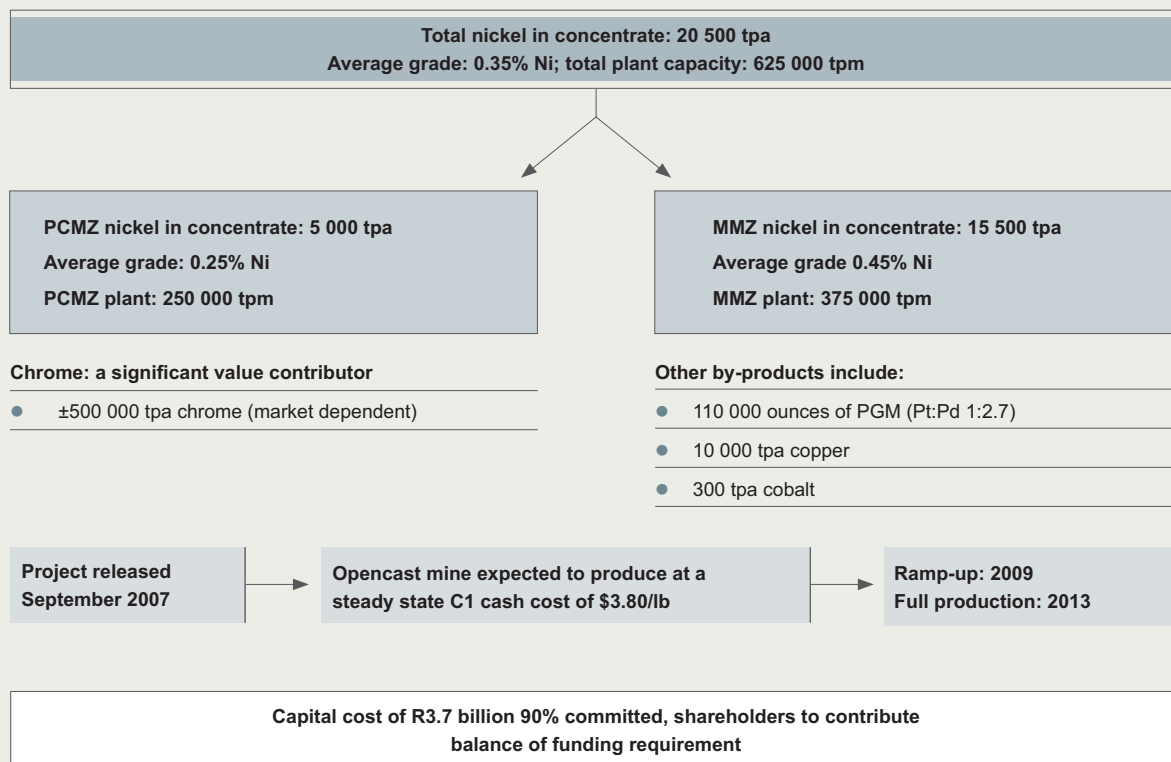 Total nickel in concentrate: 20 500 tpa
Average grade: 0.35% Ni; total plant capacity: 625 000 tpm
PCMZ nickel in concentrate: 5 000 tpa
Average grade: 0.25% Ni
PCMZ plant: 250 000 tpm
MMZ nickel in concentrate: 15 500 tpa
Average grade 0.45% Ni
MMZ plant: 375 000 tpm
Chrome: a significant value contributor
● ±500 000 tpa chrome (market dependent)
Other by-products include:
● 110 000 ounces of PGM (Pt:Pd 1:2.7)
● 10 000 tpa copper
● 300 tpa cobalt
Project released
September 2007
Opencast mine expected to produce at a
steady state C1 cash cost of $3.80/lb
Ramp-up: 2009
Full production: 2013
Capital cost of R3.7 billion 90% committed, shareholders to contribute
balance of funding requirement